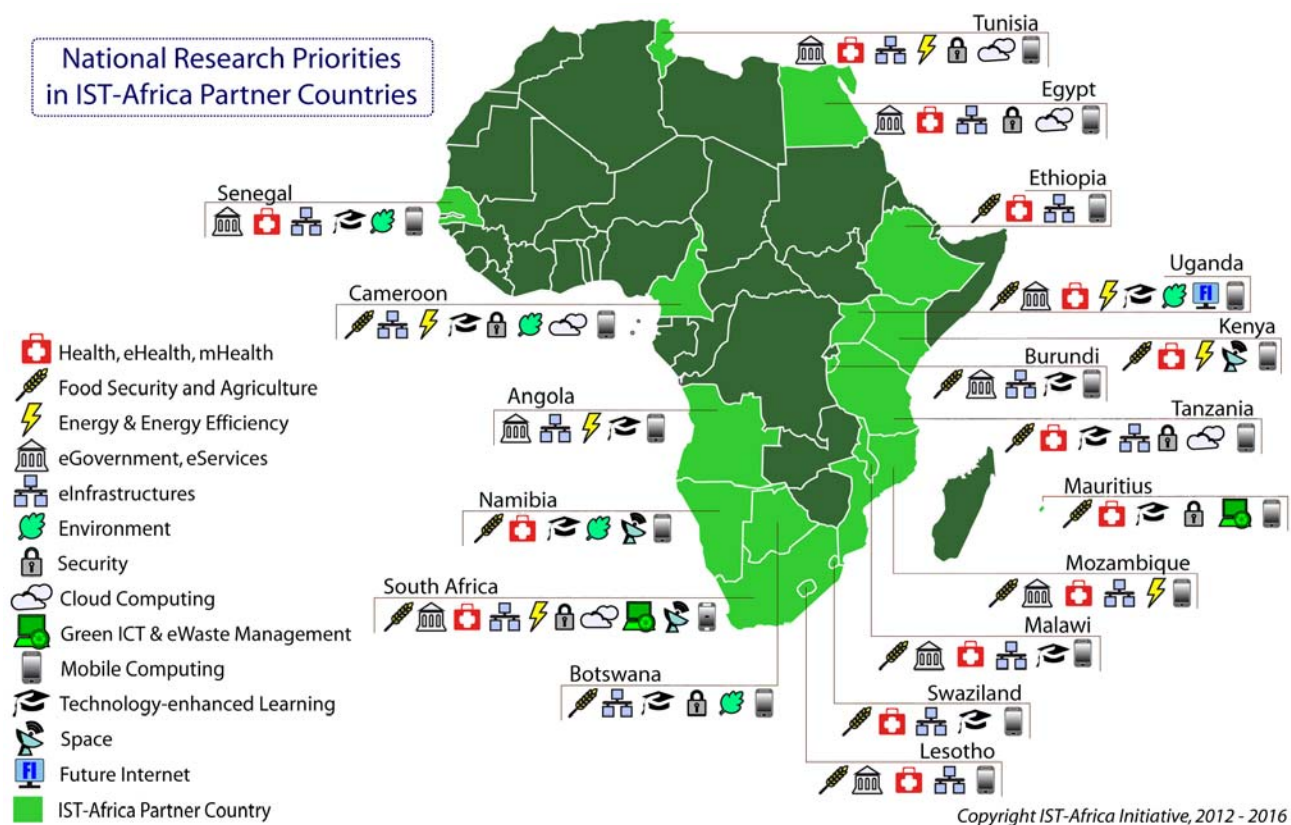 National Research Priorities
in IST-Africa Partner Countries
Tunisia
Egypt
Ethiopia
Senegal
Uganda
Cameroon
Kenya
Burundi
Angola
Tanzania
Namibia
Mauritius
Mozambique
South Africa
Malawi
Botswana
Swaziland
Lesotho
Health, eHealth, mHealth
Food Security and Agriculture
Energy & Energy Efficiency
eGovernment, eServices
eInfrastructures
Environment
Security
Cloud Computing
Green ICT & eWaste Management
Mobile Computing
Technology-enhanced Learning
Space
FI
Future Internet
IST-Africa Partner Country
FI
Copyright IST-Africa Initiative, 2012 - 2016